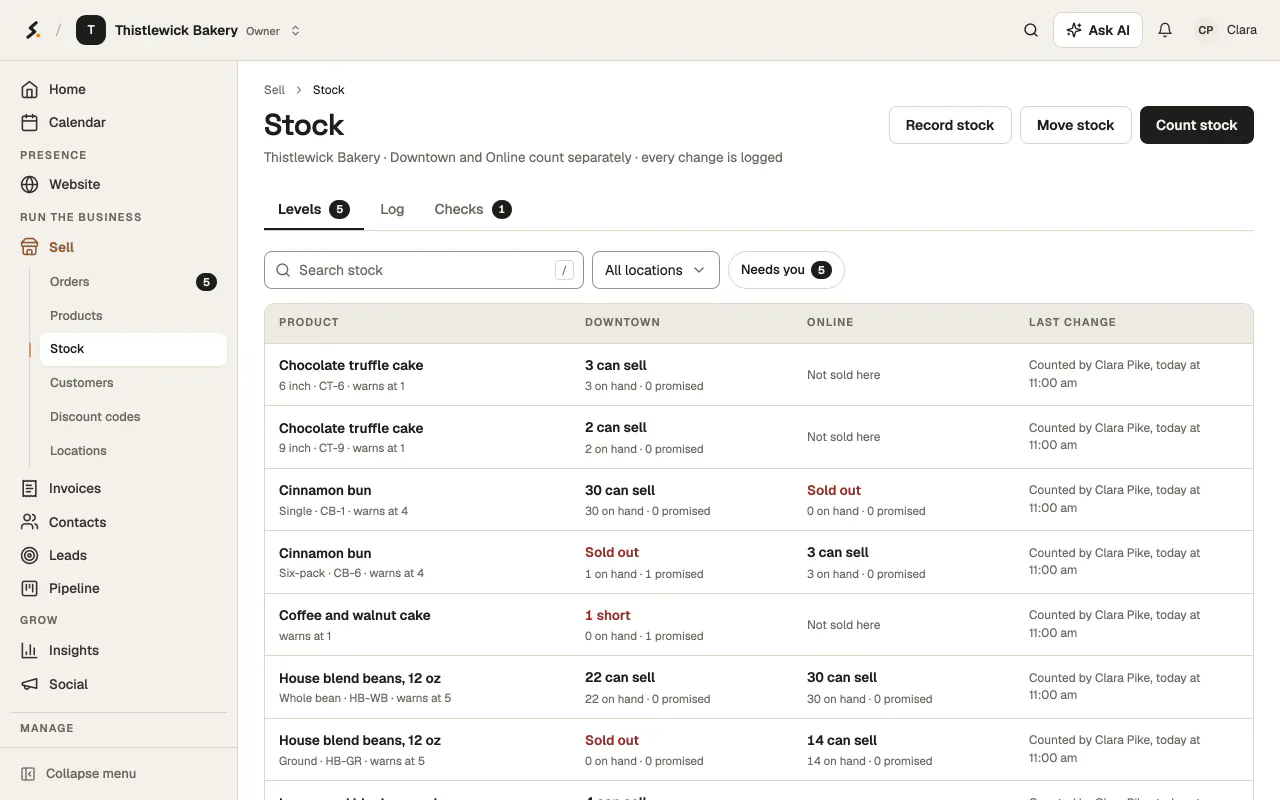 /
T
Thistlewick Bakery Owner
Ask AI
CP
Clara
Home
Calendar
PRESENCE
Website
RUN THE BUSINESS
Sell
Orders 5
Products
Stock
Customers
Discount codes
Locations
Invoices
Contacts
Leads
Pipeline
GROW
Insights
Social
MANAGE
Collapse menu
Sell > Stock
Stock
Thistlewick Bakery · Downtown and Online count separately · every change is logged
Record stock
Move stock
Count stock
Levels 5
Log
Checks 1
Search stock /
All locations
Needs you 5
PRODUCT DOWNTOWN ONLINE LAST CHANGE
Chocolate truffle cake
6 inch · CT-6 · warns at 1
3 can sell
3 on hand · 0 promised
Not sold here
Counted by Clara Pike, today at
11:00 am
Chocolate truffle cake
9 inch · CT-9 · warns at 1
2 can sell
2 on hand · 0 promised
Not sold here
Counted by Clara Pike, today at
11:00 am
Cinnamon bun
Single · CB-1 · warns at 4
30 can sell
30 on hand · 0 promised
Sold out
0 on hand · 0 promised
Counted by Clara Pike, today at
11:00 am
Cinnamon bun
Six-pack · CB-6 · warns at 4
Sold out
1 on hand · 1 promised
3 can sell
3 on hand · 0 promised
Counted by Clara Pike, today at
11:00 am
Coffee and walnut cake
warns at 1
1 short
0 on hand · 1 promised
Not sold here
Counted by Clara Pike, today at
11:00 am
House blend beans, 12 oz
Whole bean · HB-WB · warns at 5
22 can sell
22 on hand · 0 promised
30 can sell
30 on hand · 0 promised
Counted by Clara Pike, today at
11:00 am
House blend beans, 12 oz
Ground · HB-GR · warns at 5
Sold out
0 on hand · 0 promised
14 can sell
14 on hand · 0 promised
Counted by Clara Pike, today at
11:00 am